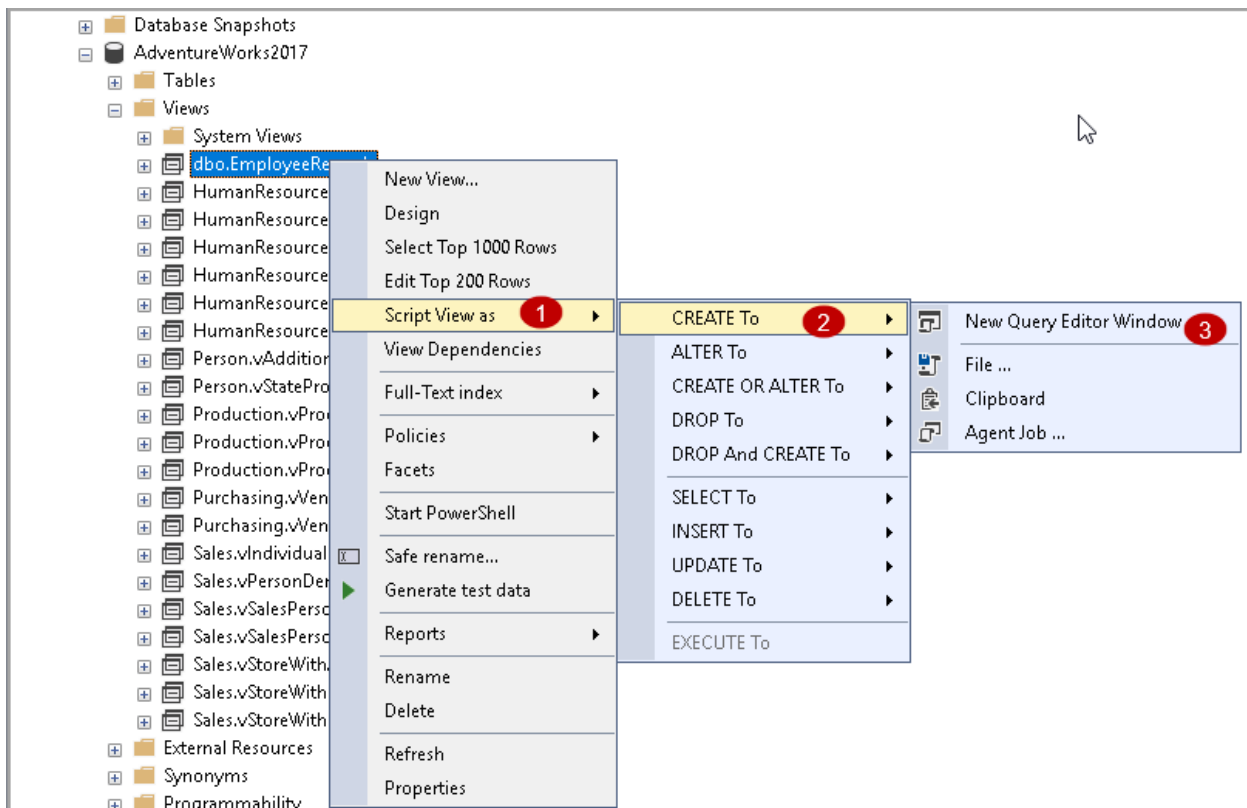 Database Snapshots
AdventureWorks2017
Tables
Views
System Views
dbo.EmployeeRe
HumanResource
HumanResource
HumanResource
HumanResource
HumanResource
HumanResource
Person.vAddition
Person.vStatePro
Production.vProd
Production.vProd
Production.vProd
Purchasing.vVen
Purchasing.vVen
Sales.vIndividual
Sales.vPersonDem
Sales.vSalesPerso
Sales.vSalesPerso
Sales.vStoreWith
Sales.vStoreWith
Sales.vStoreWith
External Resources
Synonyms
Programmability
New View...
Design
Select Top 1000 Rows
Edit Top 200 Rows
Script View as 1
View Dependencies
Full-Text index
Policies
Facets
Start PowerShell
Safe rename...
Generate test data
Reports
Rename
Delete
Refresh
Properties
CREATE To 2
ALTER To
CREATE OR ALTER To
DROP To
DROP And CREATE To
SELECT To
INSERT To
UPDATE To
DELETE To
EXECUTE To
New Query Editor Window 3
File ...
Clipboard
Agent Job ...